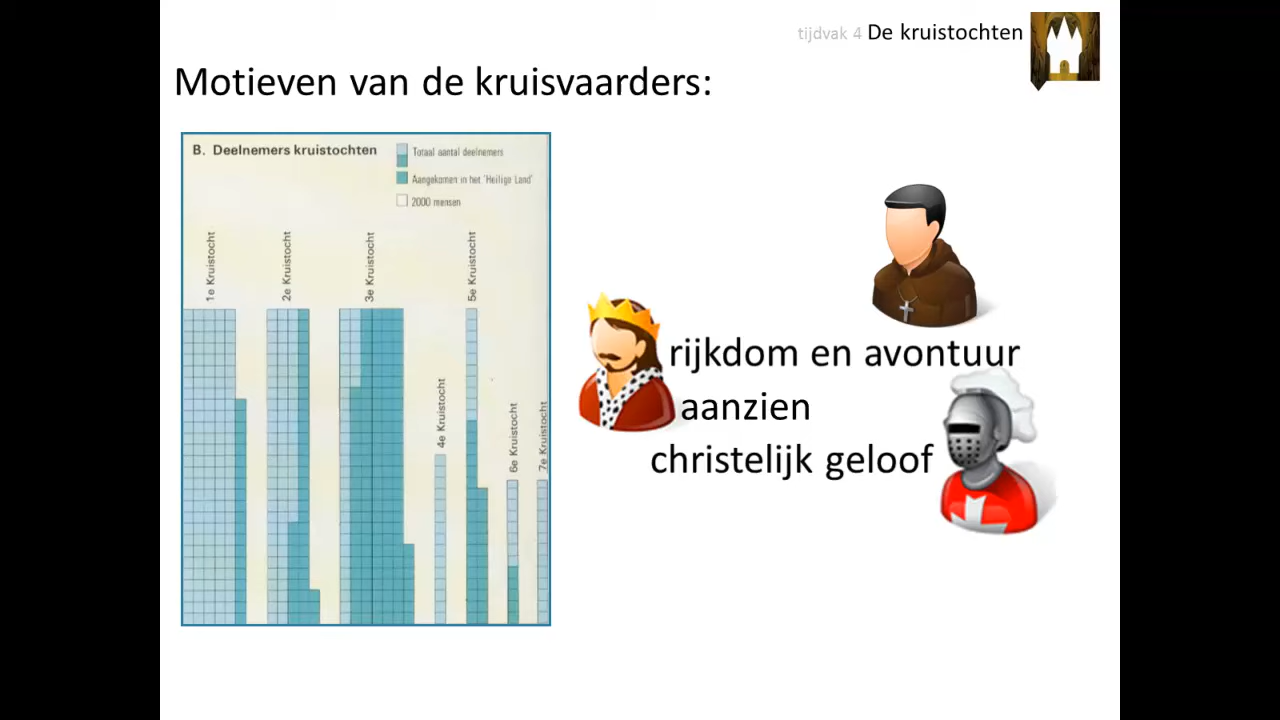 tijdvak 4 De kruistochten
Motieven van de kruisvaarders:
B. Deelnemers kruistochten
Totaal aantal deelnemers
Aangekomen in het 'Heilige Land'
2000 mensen
1e Kruistocht
2e Kruistocht
3e Kruistocht
4e Kruistocht
5e Kruistocht
6e Kruistocht
7e Kruistocht
rijkdom en avontuur
aanzien
christelijk geloof